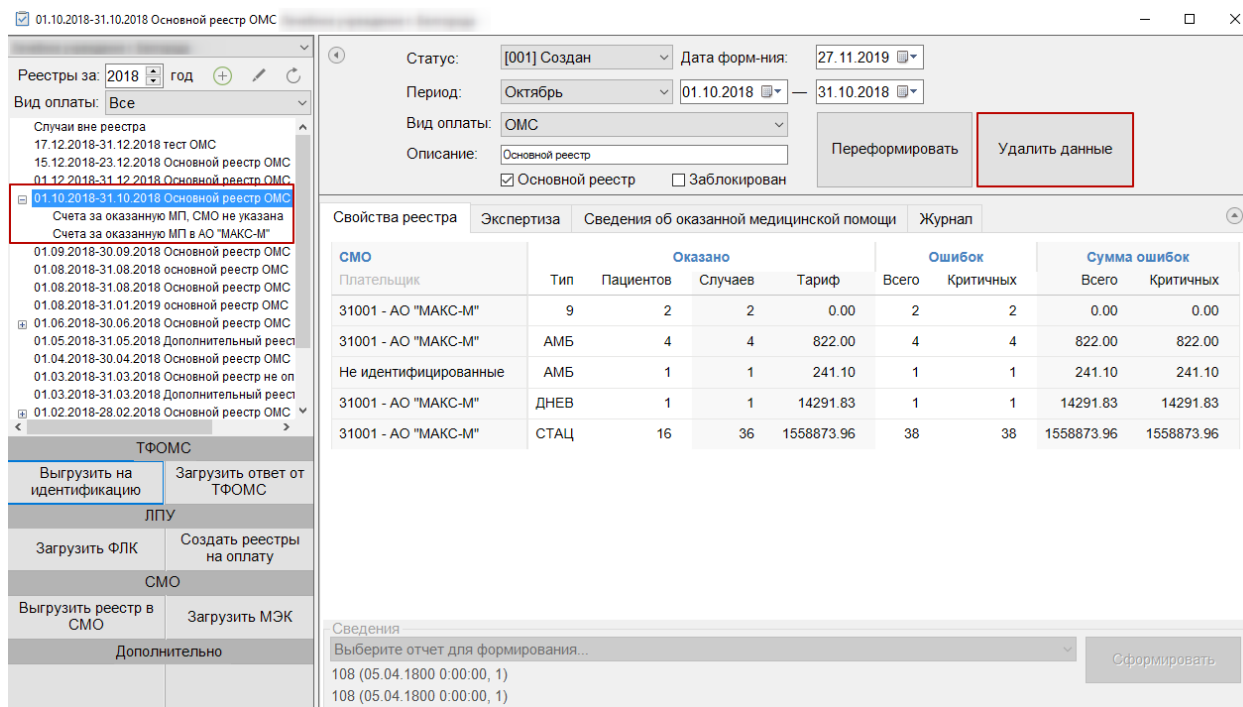 01.10.2018-31.10.2018 Основной реестр ОМС
Реестры за: 2018 год
Вид оплаты: Все
Случаи вне реестра
17.12.2018-31.12.2018 тест ОМС
15.12.2018-23.12.2018 Основной реестр ОМС
01.12.2018-31.12.2018 Основной реестр ОМС
01.10.2018-31.10.2018 Основной реестр ОМС
Счета за оказанную МП, СМО не указана
Счета за оказанную МП в АО "МАКС-М"
01.09.2018-30.09.2018 Основной реестр ОМС
01.08.2018-31.08.2018 основной реестр ОМС
01.08.2018-31.08.2018 Основной реестр ОМС
01.08.2018-31.01.2019 основной реестр ОМС
01.06.2018-30.06.2018 Основной реестр ОМС
01.05.2018-31.05.2018 Дополнительный реест
01.04.2018-30.04.2018 Основной реестр ОМС
01.03.2018-31.03.2018 Основной реестр не оп
01.03.2018-31.03.2018 Дополнительный реест
01.02.2018-28.02.2018 Основной реестр ОМС
ТФОМС
Выгрузить на идентификацию
Загрузить ответ от ТФОМС
ЛПУ
Загрузить ФЛК
Создать реестры на оплату
СМО
Выгрузить реестр в СМО
Загрузить МЭК
Дополнительно
Статус: [001] Создан Дата форм-ния: 27.11.2019
Период: Октябрь 01.10.2018 — 31.10.2018
Вид оплаты: ОМС
Описание: Основной реестр
Основной реестр Заблокирован
Переформировать Удалить данные
Свойства реестра Экспертиза Сведения об оказанной медицинской помощи Журнал
СМО Оказано Ошибок Сумма ошибок
Плательщик Тип Пациентов Случаев Тариф Всего Критичных Всего Критичных
31001 - АО "МАКС-М" 9 2 2 0.00 2 2 0.00 0.00
31001 - АО "МАКС-М" АМБ 4 4 822.00 4 4 822.00 822.00
Не идентифицированные АМБ 1 1 241.10 1 1 241.10 241.10
31001 - АО "МАКС-М" ДНЕВ 1 1 14291.83 1 1 14291.83 14291.83
31001 - АО "МАКС-М" СТАЦ 16 36 1558873.96 38 38 1558873.96 1558873.96
Сведения
Выберите отчет для формирования...
Сформировать
108 (05.04.1800 0:00:00, 1)
108 (05.04.1800 0:00:00, 1)